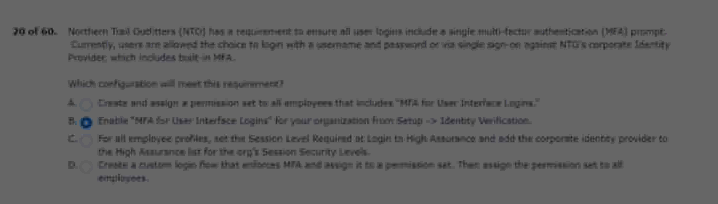 20 of 60. Northern Trail Outfitters (NTO) has a requirement to ensure all user logins include a single multi-factor authentication (MFA) prompt.
Currently, users are allowed the choice to login with a username and password or via single sign-on against NTO's corporate Identity
Provider, which includes built-in MFA.
Which configuration will meet this requirement?
A. Create and assign a permission set to all employees that includes "MFA for User Interface Logins."
B. Enable "MFA for User Interface Logins" for your organization from Setup -> Identity Verification.
C. For all employee profiles, set the Session Level Required at Login to High Assurance and add the corporate identity provider to
the High Assurance list for the org's Session Security Levels.
D. Create a custom login flow that enforces MFA and assign it to a permission set. Then assign the permission set to all
employees.